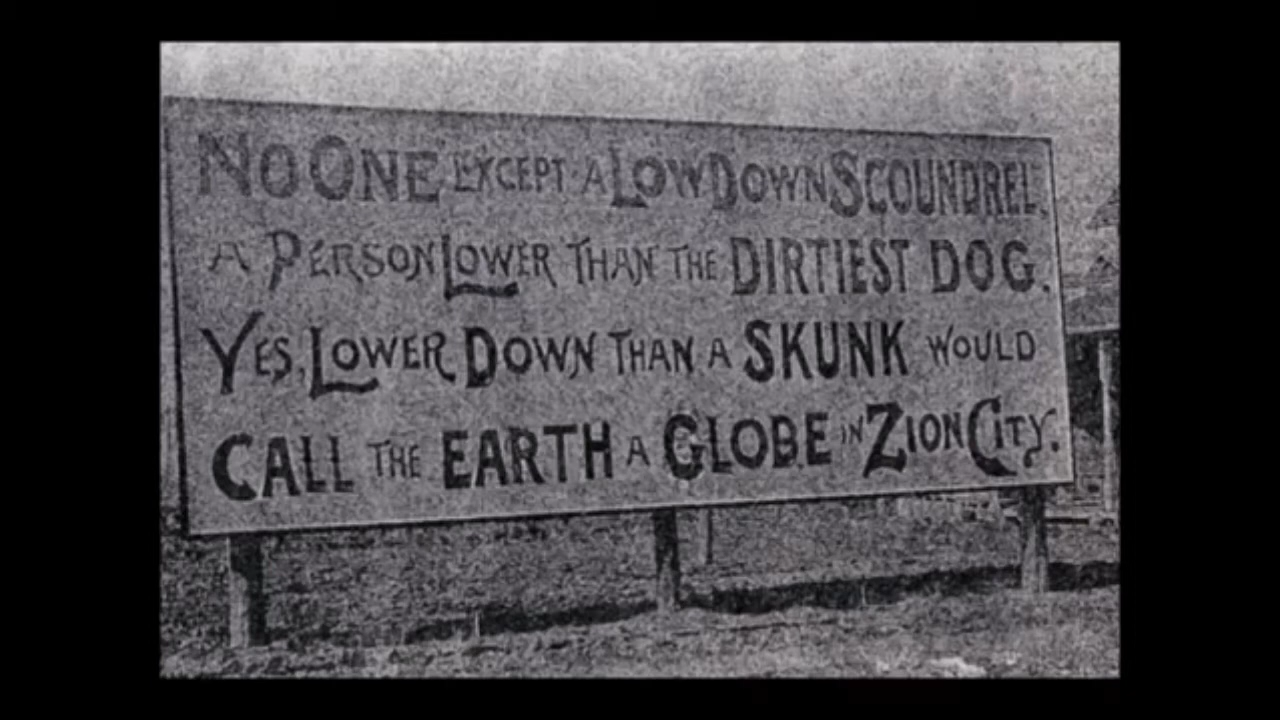 NO ONE EXCEPT A LOW DOWN SCOUNDREL,
A PERSON LOWER THAN THE DIRTIEST DOG.
YES, LOWER DOWN THAN A SKUNK WOULD
CALL THE EARTH A GLOBE IN ZION CITY.